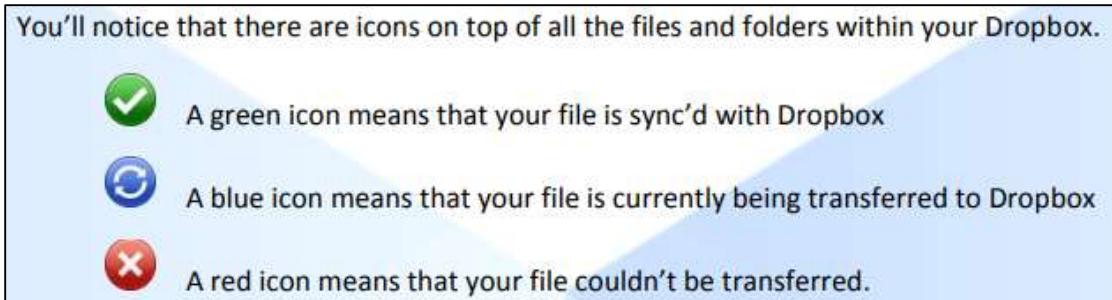 You’ll notice that there are icons on top of all the files and folders within your Dropbox.
A green icon means that your file is sync’d with Dropbox
A blue icon means that your file is currently being transferred to Dropbox
A red icon means that your file couldn’t be transferred.